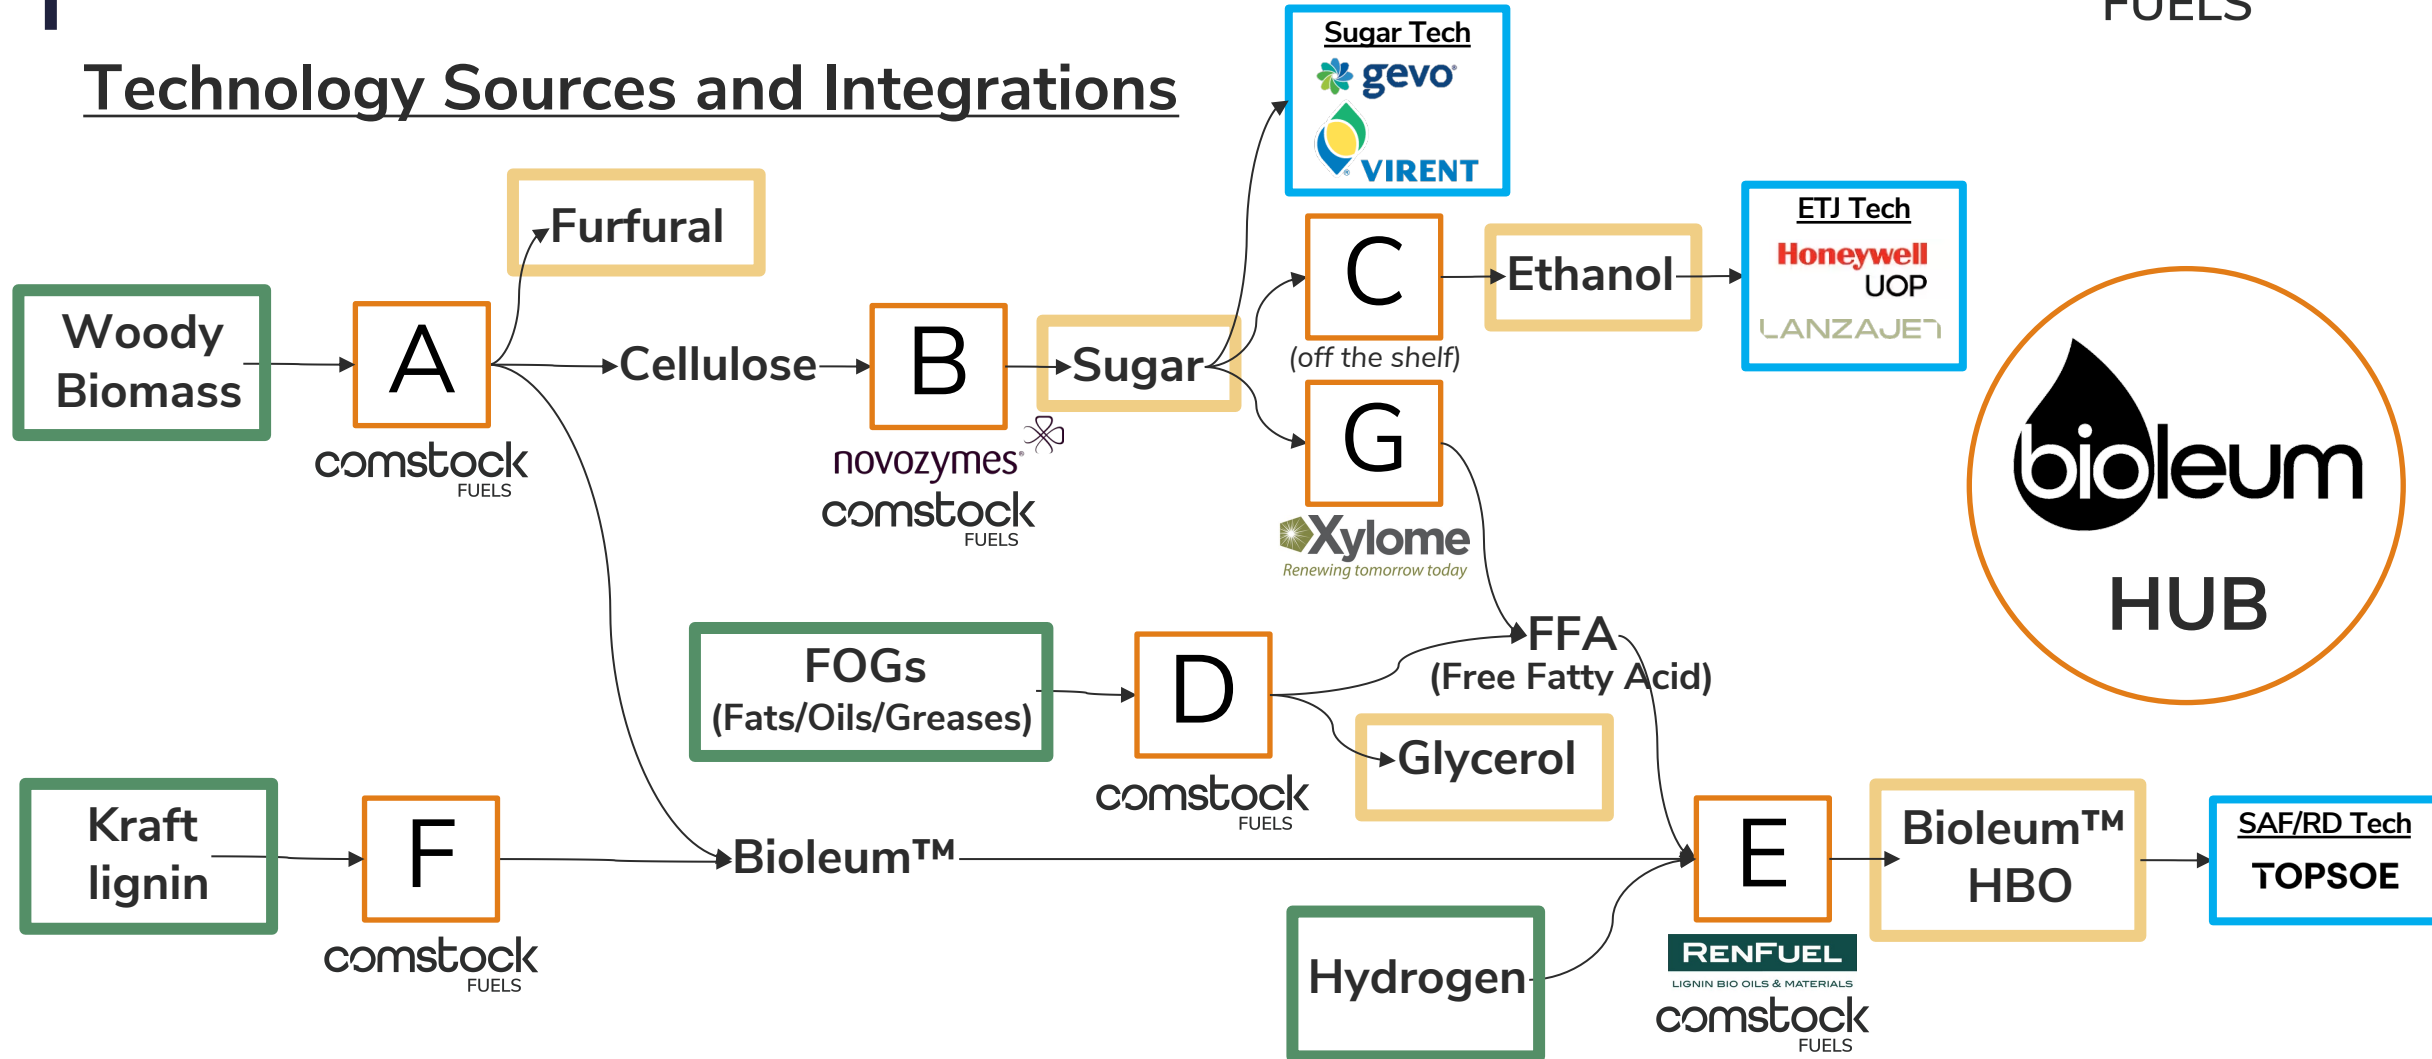 FUELS
Technology Sources and Integrations
Sugar Tech
gevo
VIRENT
Furfural
ETJ Tech
Honeywell
UOP
LANZAJET
Woody
Biomass
A
comstock
FUELS
Cellulose
B
novozymes
comstock
FUELS
Sugar
C
(off the shelf)
Ethanol
G
Xylome
Renewing tomorrow today
bioleum
HUB
FOGs
(Fats/Oils/Greases)
D
comstock
FUELS
FFA
(Free Fatty Acid)
Glycerol
Kraft
lignin
F
comstock
FUELS
Bioleum™
Hydrogen
E
RENFUEL
LIGNIN BIO OILS & MATERIALS
comstock
FUELS
Bioleum™
HBO
SAF/RD Tech
TOPSOE